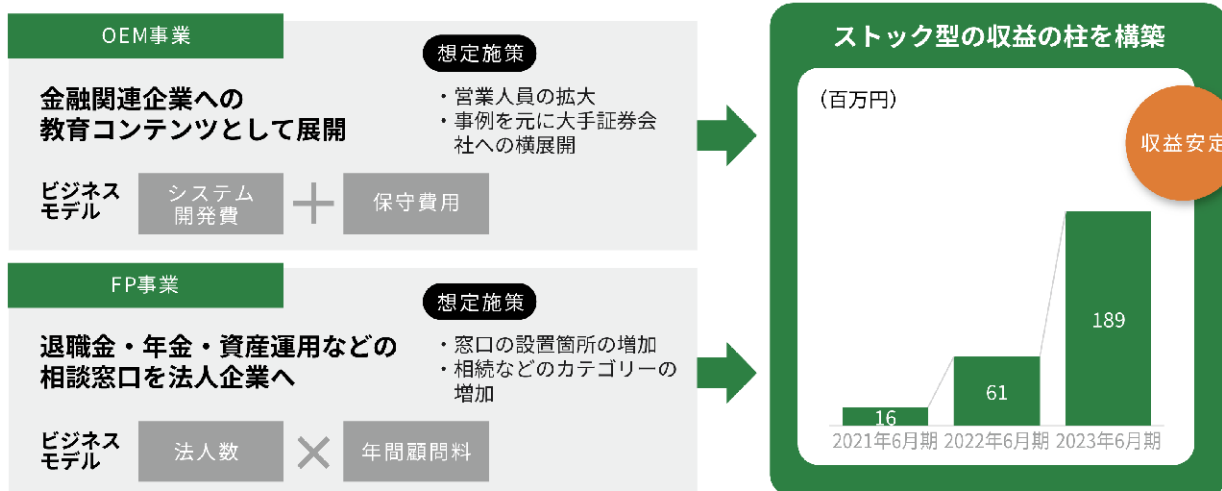 OEM事業
金融関連企業への
教育コンテンツとして展開
想定施策
・営業人員の拡大
・事例を元に大手証券会
社への横展開
ビジネス
モデル
システム
開発費
+
保守費用
FP事業
退職金・年金・資産運用などの
相談窓口を法人企業へ
想定施策
・窓口の設置箇所の増加
・相続などのカテゴリーの
増加
ビジネス
モデル
法人数
×
年間顧問料
ストック型の収益の柱を構築
(百万円)
収益安定
16
61
189
2021年6月期 2022年6月期 2023年6月期